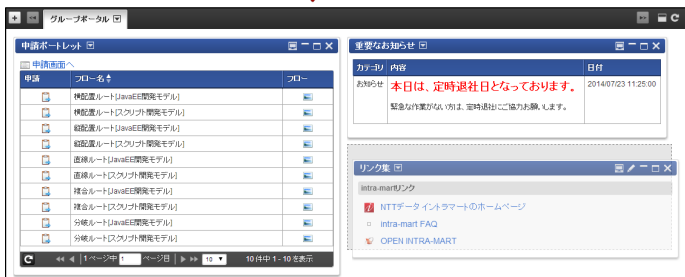 グループポータル
申請ポートレット
申請画面へ
申請 フロー名 フロー
横配置ルート[JavaEE開発モデル]
横配置ルート[スクリプト開発モデル]
縦配置ルート[JavaEE開発モデル]
縦配置ルート[スクリプト開発モデル]
直線ルート[JavaEE開発モデル]
直線ルート[スクリプト開発モデル]
複合ルート[JavaEE開発モデル]
複合ルート[スクリプト開発モデル]
分岐ルート[JavaEE開発モデル]
分岐ルート[スクリプト開発モデル]
1ページ中 1 ページ目 10 10 件中 1 - 10 を表示
重要なお知らせ
カテゴリ 内容 日付
お知らせ 本日は、定時退社日となっております。 2014/07/23 11:25:00
緊急な作業がない方は、定時退社にご協力お願いします。
リンク集
intra-martリンク
NTTデータ イントラマートのホームページ
intra-mart FAQ
OPEN INTRA-MART